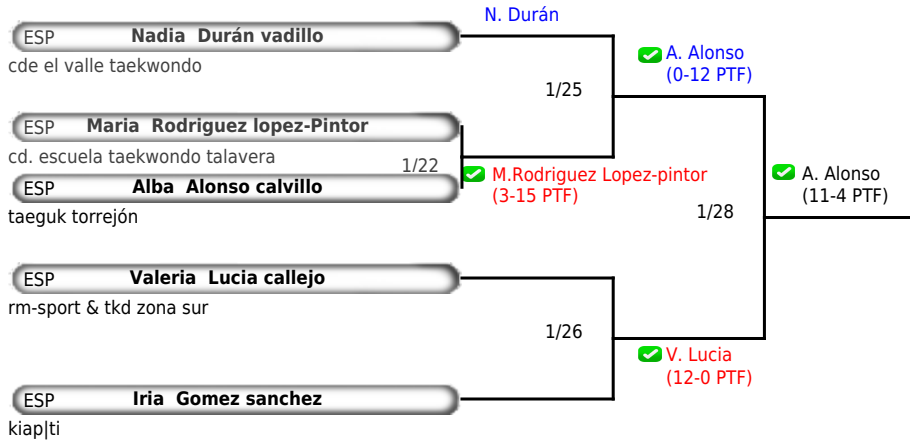 N. Durán
ESP Nadia Durán vadillo
cde el valle taekwondo
A. Alonso
(0-12 PTF)
1/25
ESP Maria Rodriguez lopez-Pintor
cd. escuela taekwondo talavera
1/22
M.Rodriguez Lopez-pintor
(3-15 PTF)
ESP Alba Alonso calvillo
taeguk torrejón
A. Alonso
(11-4 PTF)
1/28
ESP Valeria Lucia callejo
rm-sport & tkd zona sur
1/26
V. Lucia
(12-0 PTF)
ESP Iria Gomez sanchez
kiap|ti